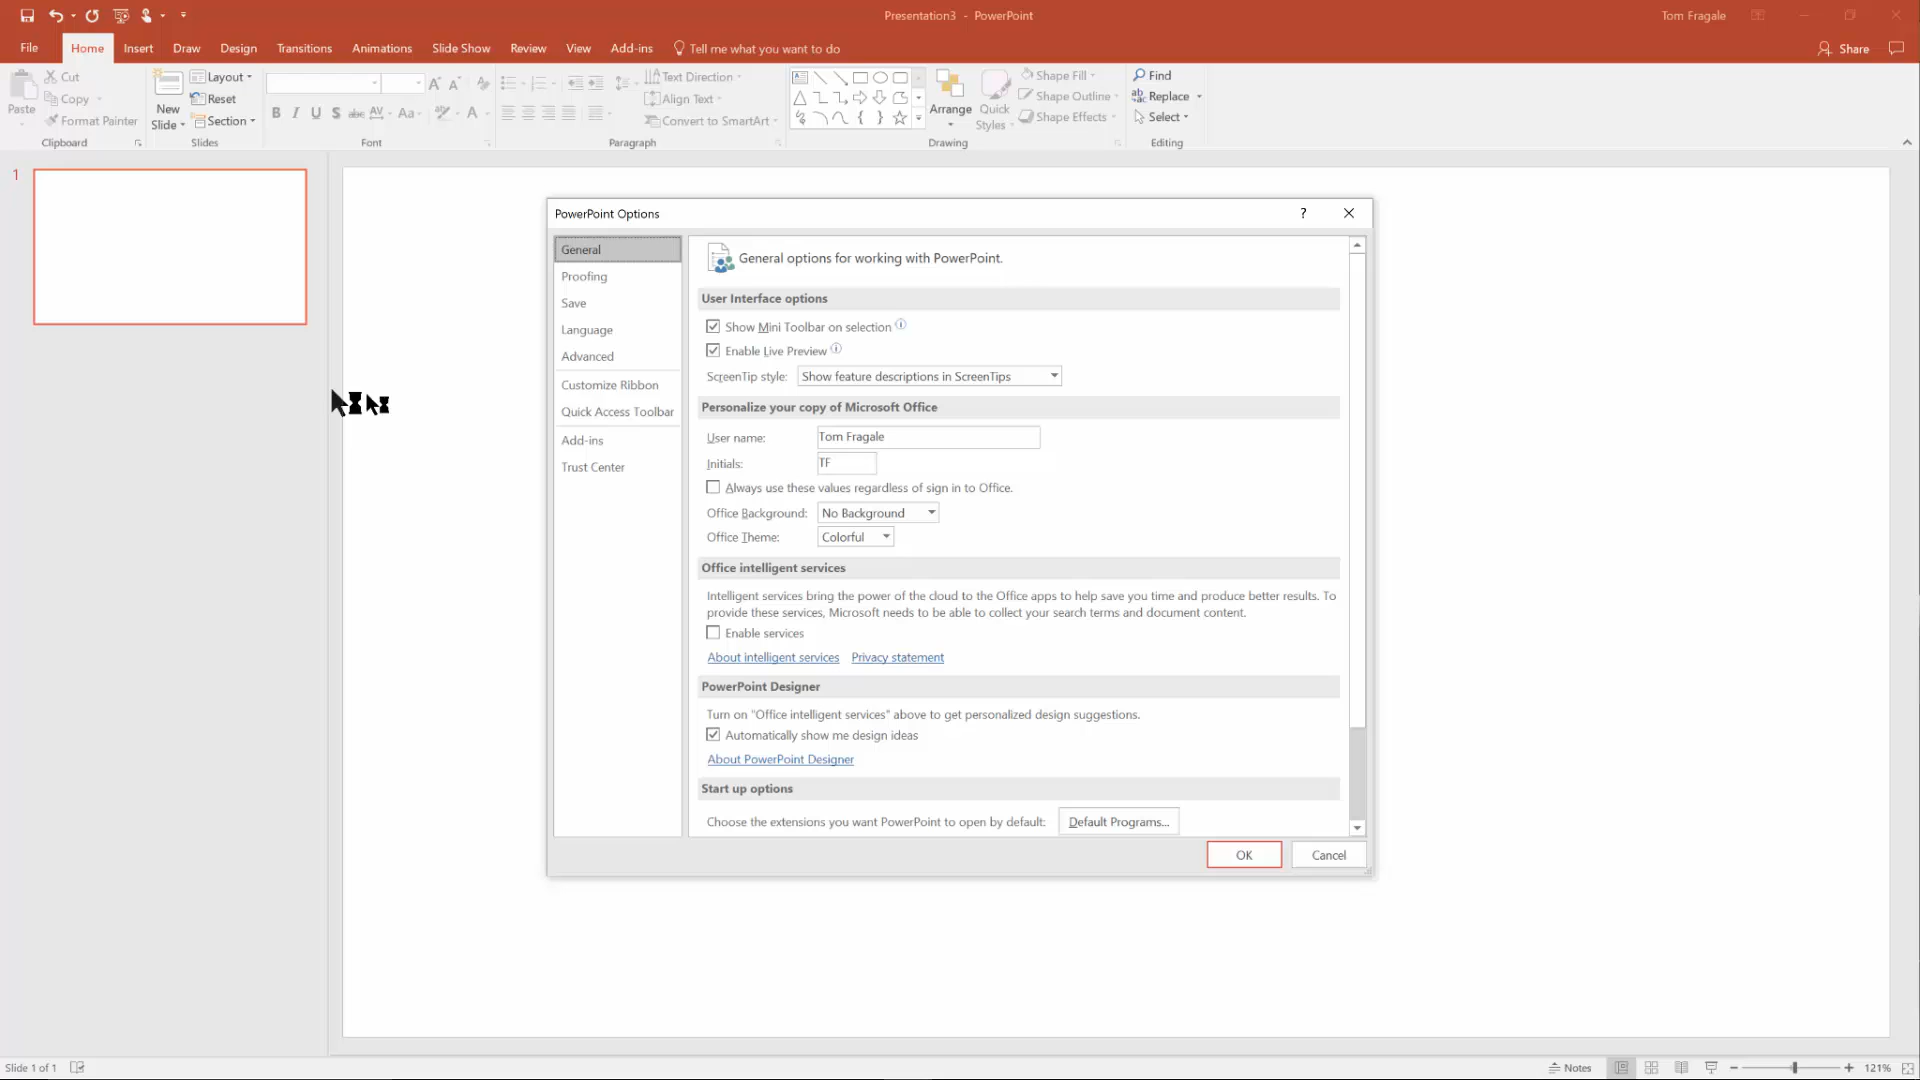 Presentation3 - PowerPoint
Tom Fragale
File Home Insert Draw Design Transitions Animations Slide Show Review View Add-ins Tell me what you want to do Share
Paste
Cut
Copy
Format Painter
Clipboard
New
Slide
Layout
Reset
Section
Slides
B I U S abc AV Aa A
Font
Text Direction
Align Text
Convert to SmartArt
Paragraph
Arrange
Quick
Styles
Shape Fill
Shape Outline
Shape Effects
Drawing
Find
Replace
Select
Editing
1
PowerPoint Options ?
General
Proofing
Save
Language
Advanced
Customize Ribbon
Quick Access Toolbar
Add-ins
Trust Center
General options for working with PowerPoint.
User Interface options
Show Mini Toolbar on selection
Enable Live Preview
ScreenTip style: Show feature descriptions in ScreenTips
Personalize your copy of Microsoft Office
User name: Tom Fragale
Initials: TF
Always use these values regardless of sign in to Office.
Office Background: No Background
Office Theme: Colorful
Office intelligent services
Intelligent services bring the power of the cloud to the Office apps to help save you time and produce better results. To
provide these services, Microsoft needs to be able to collect your search terms and document content.
Enable services
About intelligent services Privacy statement
PowerPoint Designer
Turn on "Office intelligent services" above to get personalized design suggestions.
Automatically show me design ideas
About PowerPoint Designer
Start up options
Choose the extensions you want PowerPoint to open by default: Default Programs...
OK Cancel
Slide 1 of 1
Notes
121%